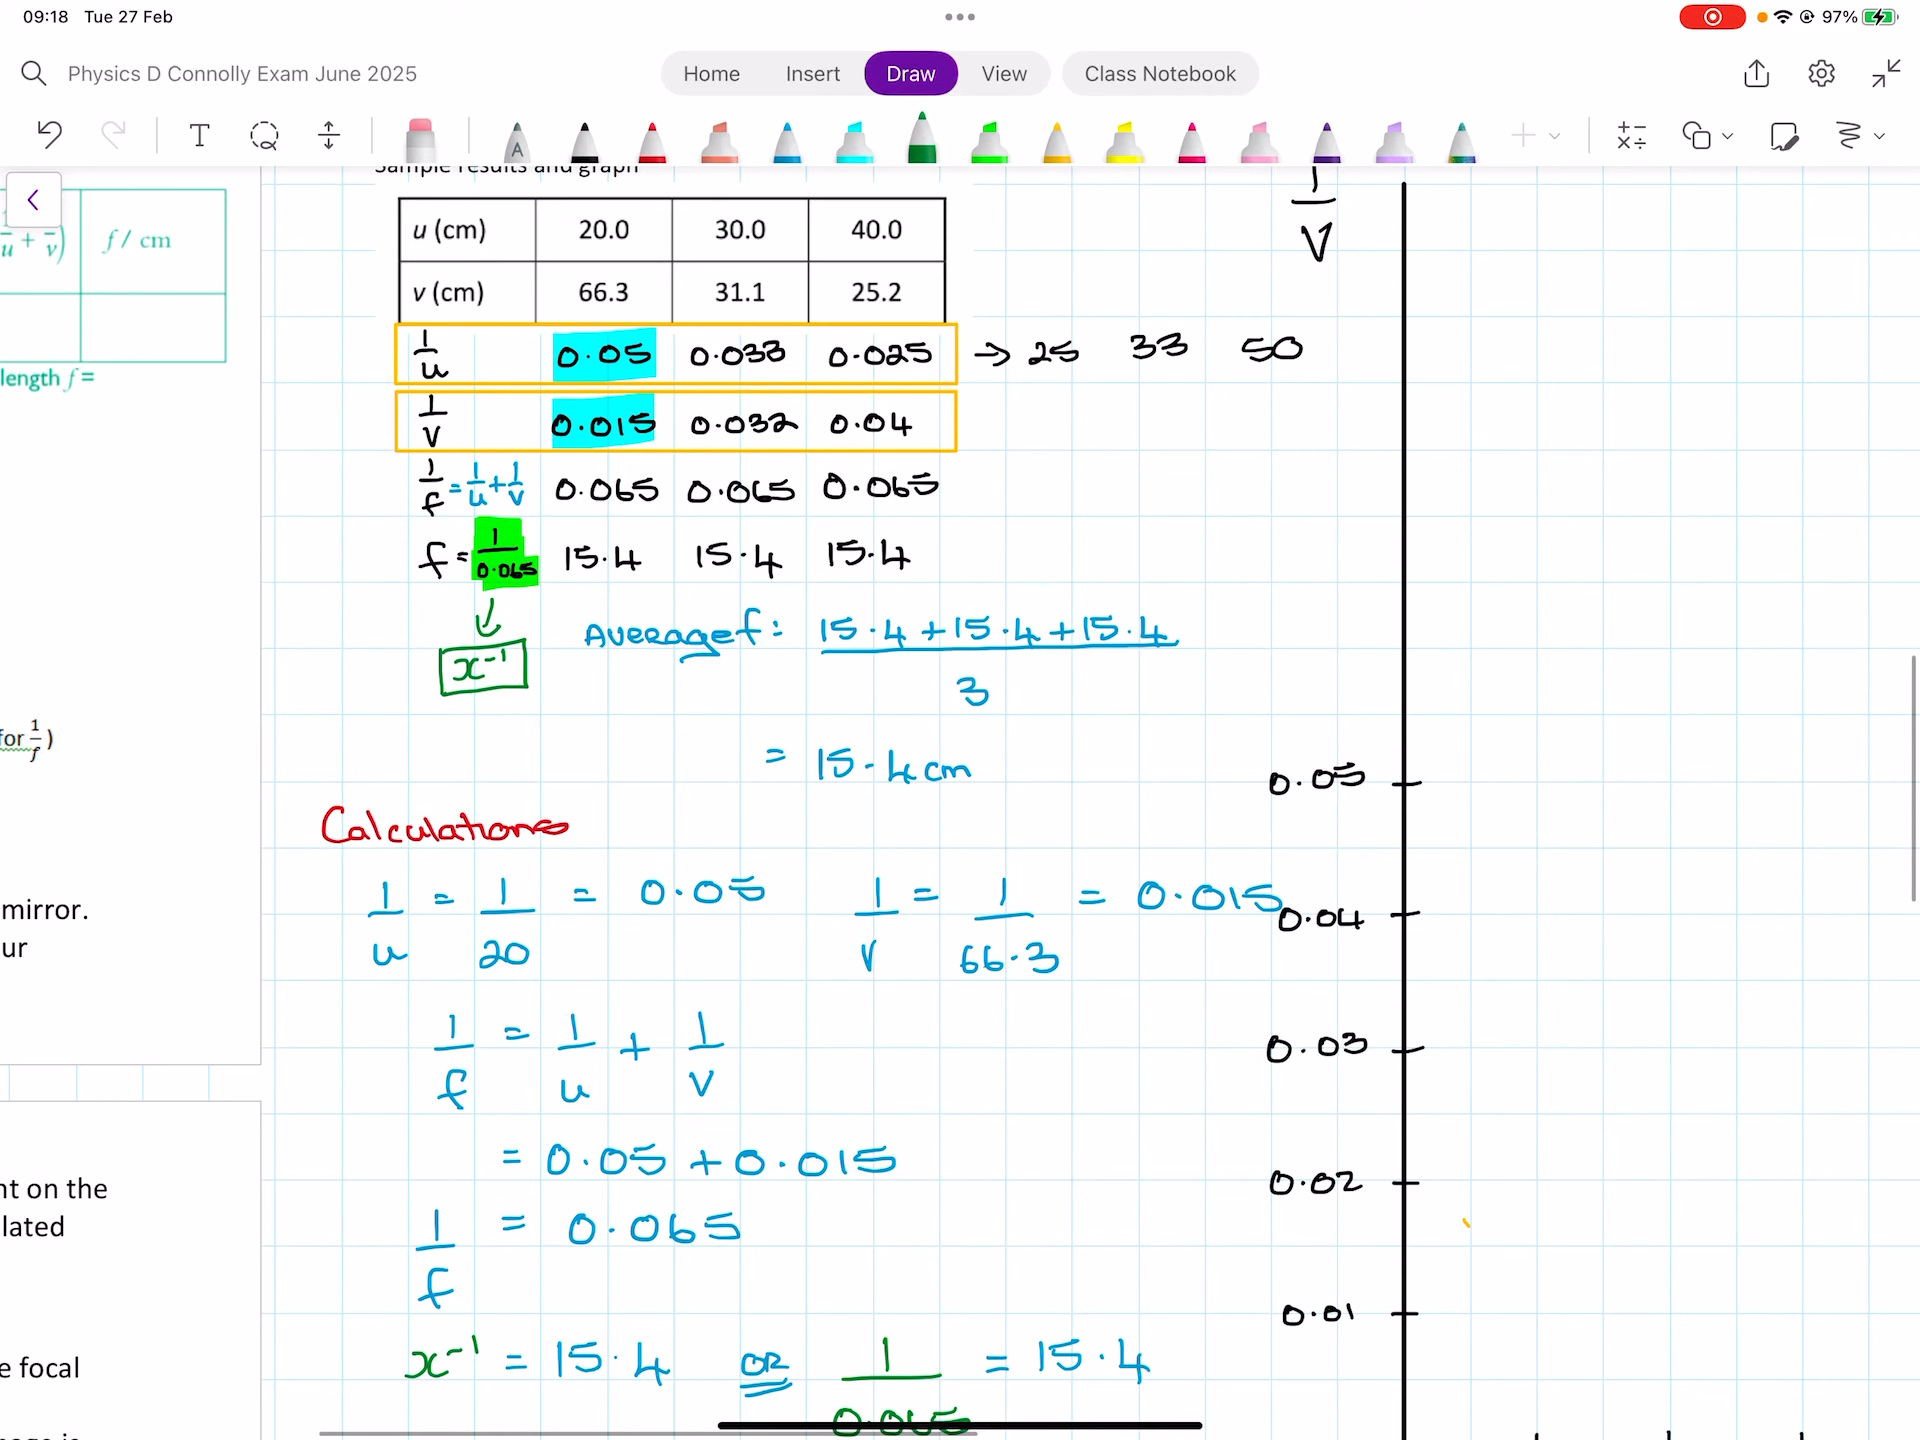 09:18 Tue 27 Feb
97%
Physics D Connolly Exam June 2025
Home Insert Draw View Class Notebook
Sample results and graph
u + v) f / cm
length f =
for 1/f )
mirror.
ur
nt on the
lated
e focal
u (cm) 20.0 30.0 40.0
v (cm) 66.3 31.1 25.2
1/u 0.05 0.033 0.025 → 25 33 50
1/v 0.015 0.032 0.04
1/f = 1/u + 1/v 0.065 0.065 0.065
f = 1/0.065 15.4 15.4 15.4
x⁻¹
Average f: 15.4 + 15.4 + 15.4
3
= 15.4 cm
Calculations
1/u = 1/20 = 0.05 1/v = 1/66.3 = 0.015
1/f = 1/u + 1/v
= 0.05 + 0.015
1/f = 0.065
x⁻¹ = 15.4 OR 1/0.065 = 15.4
1/v
0.05
0.04
0.03
0.02
0.01